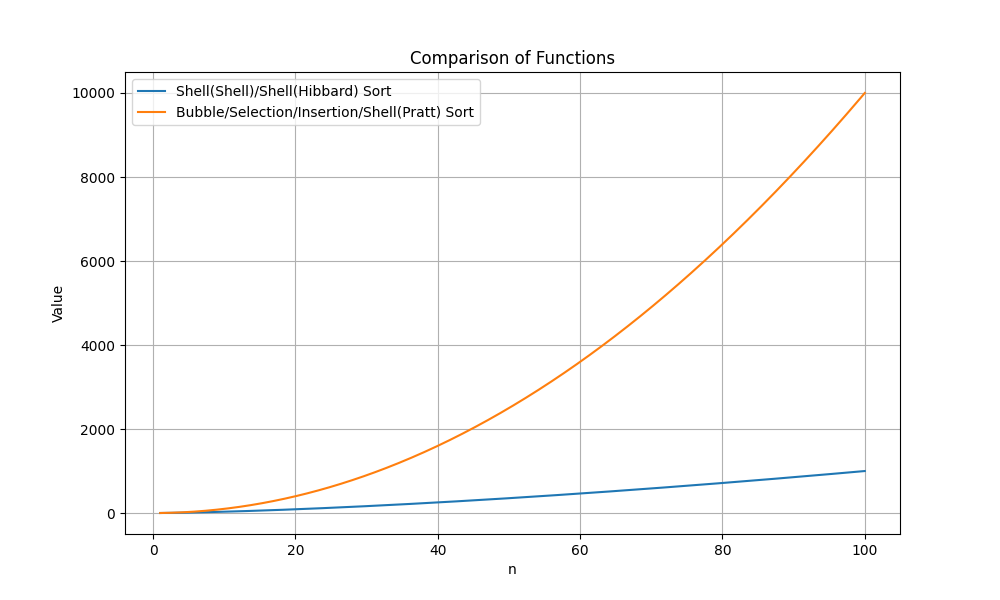 Comparison of Functions
Shell(Shell)/Shell(Hibbard) Sort
Bubble/Selection/Insertion/Shell(Pratt) Sort
10000
8000
6000
4000
2000
0
Value
0 20 40 60 80 100
n